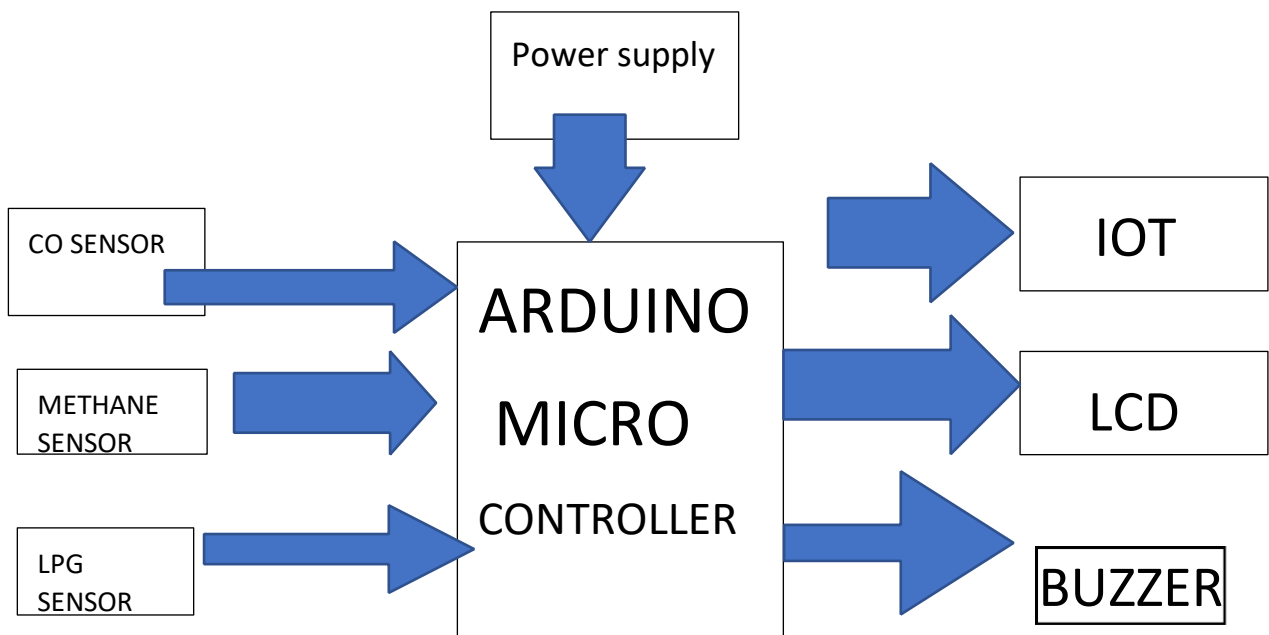 Power supply
CO SENSOR
METHANE
SENSOR
LPG
SENSOR
ARDUINO
MICRO
CONTROLLER
IOT
LCD
BUZZER